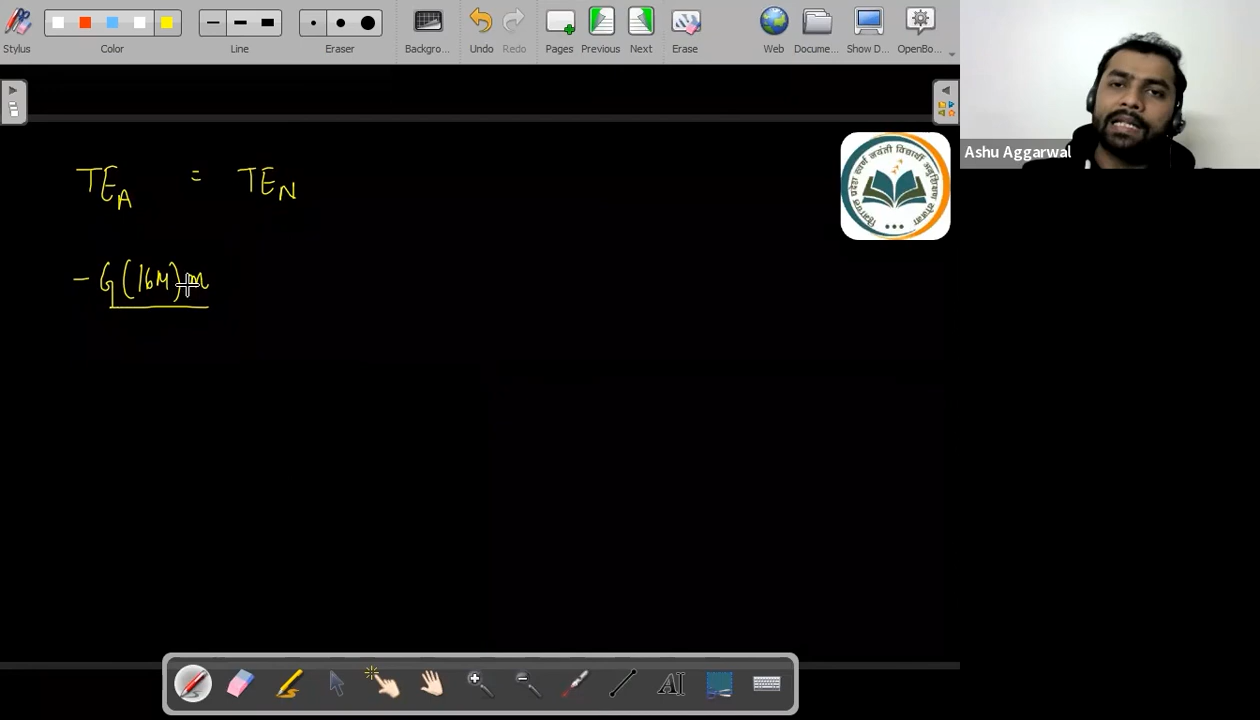 Stylus
Color
Line
Eraser
Backgro...
Undo
Redo
Pages
Previous
Next
Erase
Web
Docume...
Show D...
OpenBo...
Ashu Aggarwal
TE_A = TE_N
- G(16M)m